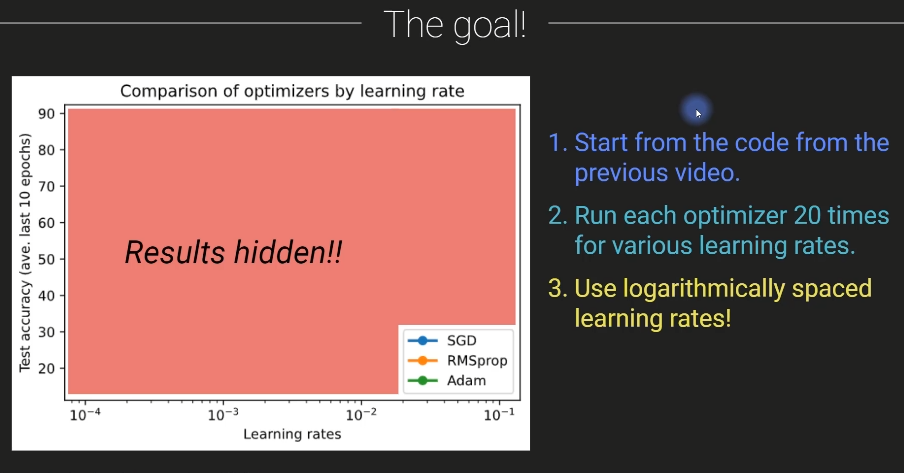 The goal!
Comparison of optimizers by learning rate
Test accuracy (ave. last 10 epochs)
90
80
70
60
50
40
30
20
Results hidden!!
SGD
RMSprop
Adam
10⁻⁴
10⁻³
10⁻²
10⁻¹
Learning rates
1. Start from the code from the
previous video.
2. Run each optimizer 20 times
for various learning rates.
3. Use logarithmically spaced
learning rates!